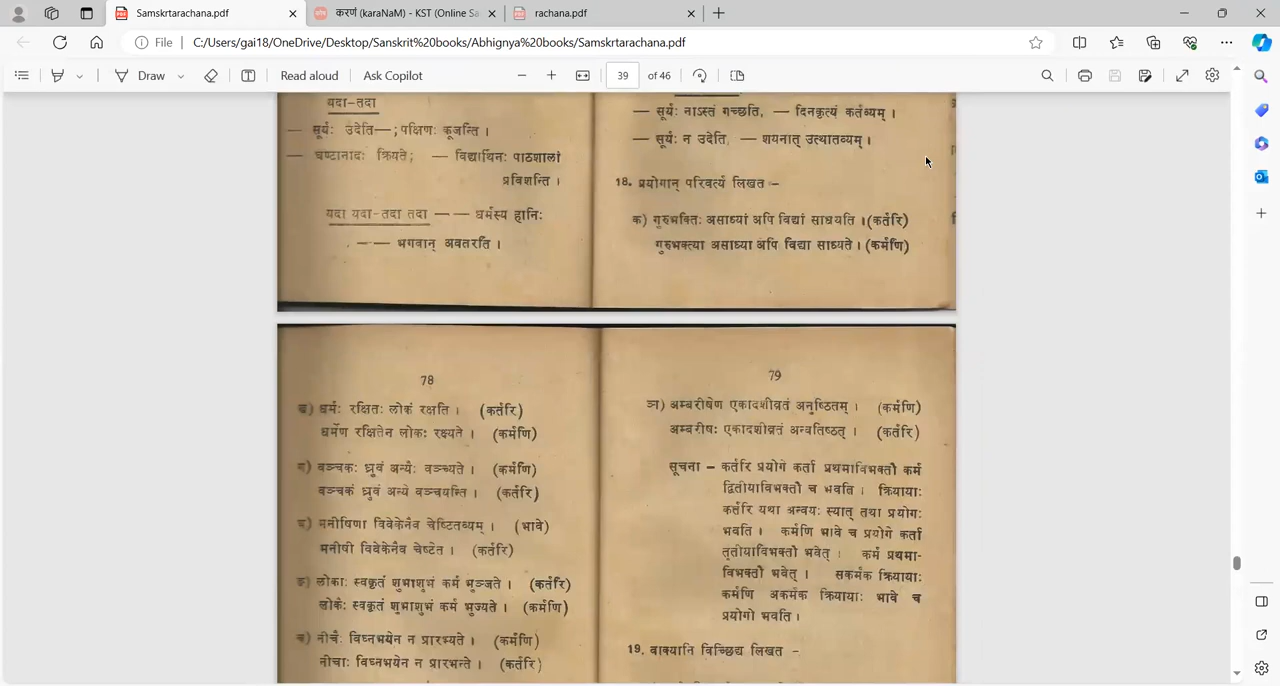 Samskrtarachana.pdf
करणं (karaNaM) - KST (Online Sa
rachana.pdf
File
C:/Users/gai18/OneDrive/Desktop/Sanskrit%20books/Abhignya%20books/Samskrtarachana.pdf
Draw
Read aloud
Ask Copilot
39 of 46
यदा-तदा
— सूर्यः उदेति—; पक्षिणः कूजन्ति ।
— घण्टानादः क्रियते; — विद्यार्थिनः पाठशालां
प्रविशन्ति ।
यदा यदा-तदा तदा — — धर्मस्य हानिः
. — — भगवान् अवतरति ।
— सूर्यः नास्तं गच्छति, — दिनकृत्यं कर्तव्यम् ।
— सूर्यः न उदेति, — शयनात् उत्थातव्यम् ।
18. प्रयोगान् परिवर्त्य लिखत —
क) गुरुभक्तिः असाध्यां अपि विद्यां साधयति । (कर्तरि)
गुरुभक्त्या असाध्या अपि विद्या साध्यते । (कर्मणि)
78
ख) धर्मः रक्षितः लोकं रक्षति । (कर्तरि)
धर्मेण रक्षितेन लोकः रक्ष्यते । (कर्मणि)
ग) वञ्चकः ध्रुवं अन्यैः वञ्च्यते । (कर्मणि)
वञ्चकं ध्रुवं अन्ये वञ्चयन्ति । (कर्तरि)
घ) मनीषिणा विवेकेनैव चेष्टितव्यम् । (भावे)
मनीषी विवेकेनैव चेष्टेत । (कर्तरि)
ङ) लोकाः स्वकृतं शुभाशुभं कर्म भुञ्जते । (कर्तरि)
लोकैः स्वकृतं शुभाशुभं कर्म भुज्यते । (कर्मणि)
च) नीचैः विघ्नभयेन न प्रारभ्यते । (कर्मणि)
नीचाः विघ्नभयेन न प्रारभन्ते । (कर्तरि)
79
ञ) अम्बरीषेण एकादशीव्रतं अनुष्ठितम् । (कर्मणि)
अम्बरीषः एकादशीव्रतं अन्वतिष्ठत् । (कर्तरि)
सूचना — कर्तरि प्रयोगे कर्ता प्रथमाविभक्तौ कर्म
द्वितीयाविभक्तौ च भवति । क्रियायाः
कर्तरि यथा अन्वयः स्यात् तथा प्रयोगः
भवति । कर्मणि भावे च प्रयोगे कर्ता
तृतीयाविभक्तौ भवेत् । कर्म प्रथमा-
विभक्तौ भवेत् । सकर्मक क्रियायाः
कर्मणि अकर्मक क्रियायाः भावे च
प्रयोगो भवति ।
19. वाक्यानि विच्छिद्य लिखत —